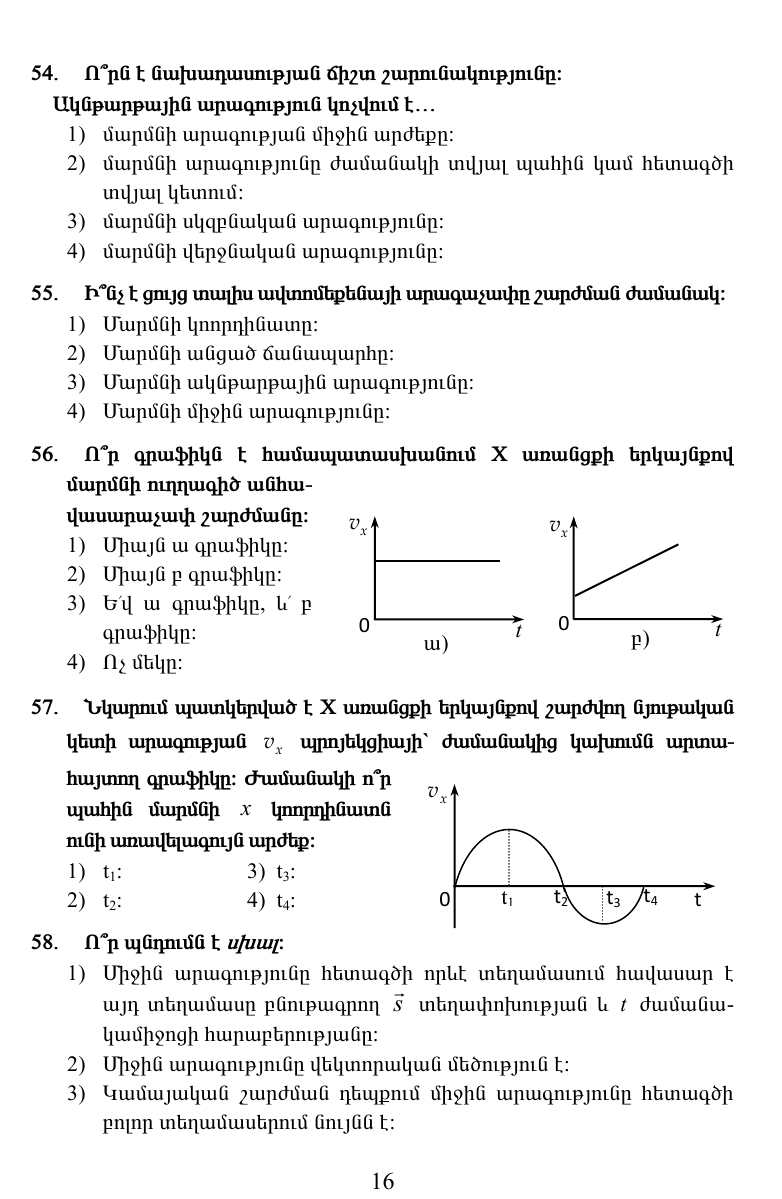 54. Ո՞րն է նախադասության ճիշտ շարունակությունը:
Ակնթարթային արագություն կոչվում է...
1) մարմնի արագության միջին արժեքը:
2) մարմնի արագությունը ժամանակի տվյալ պահին կամ հետագծի
տվյալ կետում:
3) մարմնի սկզբնական արագությունը:
4) մարմնի վերջնական արագությունը:
55. Ի՞նչ է ցույց տալիս ավտոմեքենայի արագաչափը շարժման ժամանակ:
1) Մարմնի կոորդինատը:
2) Մարմնի անցած ճանապարհը:
3) Մարմնի ակնթարթային արագությունը:
4) Մարմնի միջին արագությունը:
56. Ո՞ր գրաֆիկն է համապատասխանում X առանցքի երկայնքով
մարմնի ուղղագիծ անհա-
վասարաչափ շարժմանը:
1) Միայն ա գրաֆիկը:
2) Միայն բ գրաֆիկը:
3) Ե՛վ ա գրաֆիկը, և՛ բ
գրաֆիկը:
4) Ոչ մեկը:
vₓ
0
t
ա)
vₓ
0
t
բ)
57. Նկարում պատկերված է X առանցքի երկայնքով շարժվող նյութական
կետի արագության vₓ պրոյեկցիայի՝ ժամանակից կախումն արտա-
հայտող գրաֆիկը: Ժամանակի ո՞ր
պահին մարմնի x կոորդինատն
ունի առավելագույն արժեք:
1) t₁: 3) t₃:
2) t₂: 4) t₄:
vₓ
0 t₁ t₂ t₃ t₄ t
58. Ո՞ր պնդումն է սխալ:
1) Միջին արագությունը հետագծի որևէ տեղամասում հավասար է
այդ տեղամասը բնութագրող s⃗ տեղափոխության և t ժամանա-
կամիջոցի հարաբերությանը:
2) Միջին արագությունը վեկտորական մեծություն է:
3) Կամայական շարժման դեպքում միջին արագությունը հետագծի
բոլոր տեղամասերում նույնն է:
16